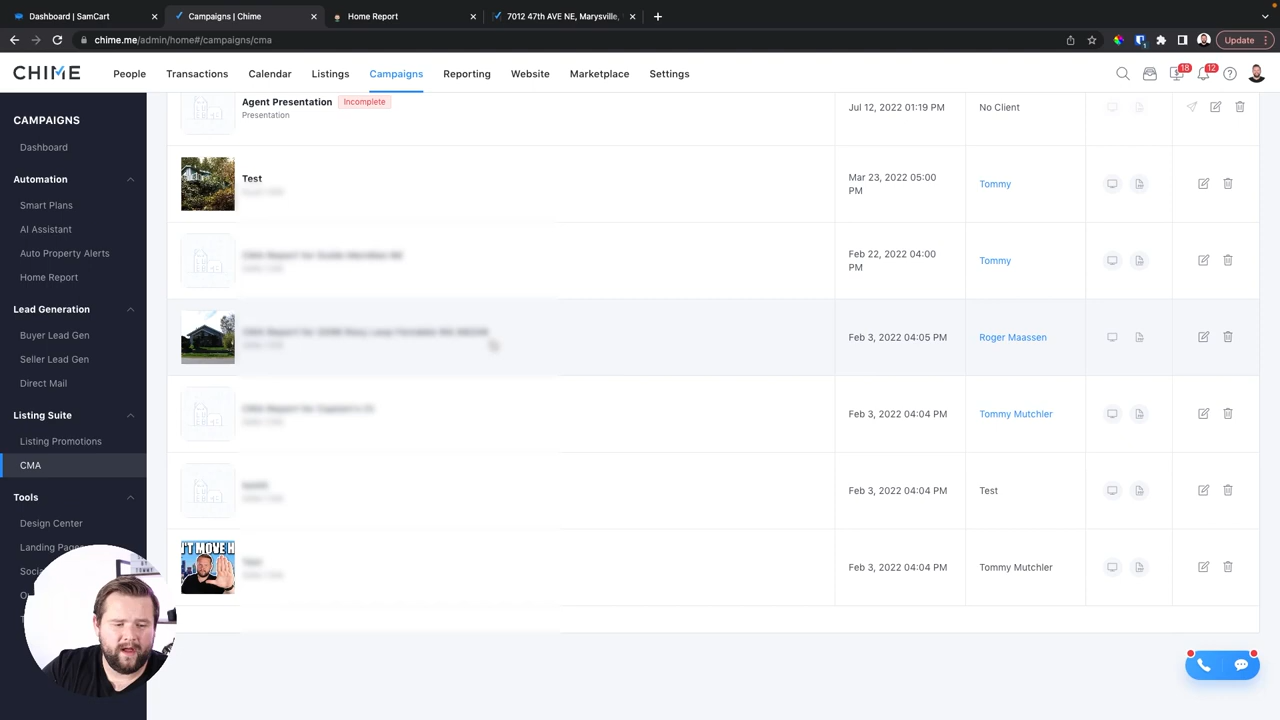 Dashboard | SamCart
Campaigns | Chime
Home Report
7012 47th AVE NE, Marysville,
chime.me/admin/home#/campaigns/cma
Update
CHIME
People
Transactions
Calendar
Listings
Campaigns
Reporting
Website
Marketplace
Settings
18
12
CAMPAIGNS
Dashboard
Automation
Smart Plans
AI Assistant
Auto Property Alerts
Home Report
Lead Generation
Buyer Lead Gen
Seller Lead Gen
Direct Mail
Listing Suite
Listing Promotions
CMA
Tools
Design Center
Landing Pages
Agent Presentation Incomplete
Presentation
Jul 12, 2022 01:19 PM
No Client
Test
Mar 23, 2022 05:00
PM
Tommy
Feb 22, 2022 04:00
PM
Tommy
Feb 3, 2022 04:05 PM
Roger Maassen
Feb 3, 2022 04:04 PM
Tommy Mutchler
Feb 3, 2022 04:04 PM
Test
Feb 3, 2022 04:04 PM
Tommy Mutchler